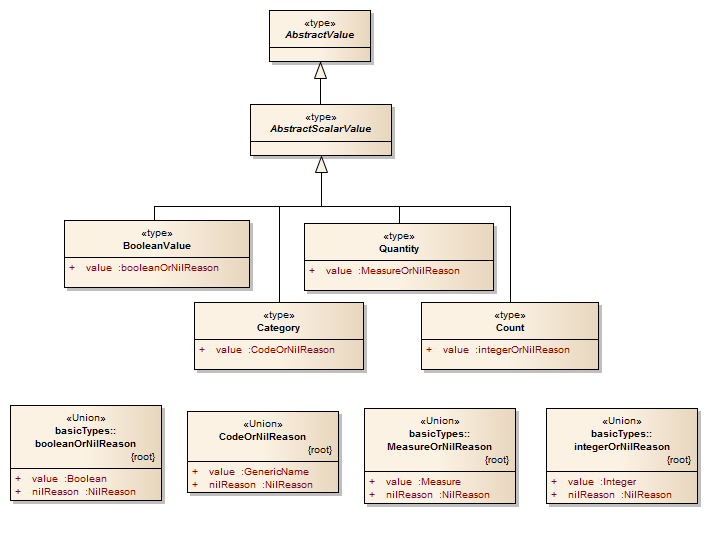 «type»
AbstractValue
«type»
AbstractScalarValue
«type»
BooleanValue
+ value :booleanOrNilReason
«type»
Quantity
+ value :MeasureOrNilReason
«type»
Category
+ value :CodeOrNilReason
«type»
Count
+ value :integerOrNilReason
«Union»
basicTypes::
booleanOrNilReason
{root}
+ value :Boolean
+ nilReason :NilReason
«Union»
CodeOrNilReason
{root}
+ value :GenericName
+ nilReason :NilReason
«Union»
basicTypes::
MeasureOrNilReason
{root}
+ value :Measure
+ nilReason :NilReason
«Union»
basicTypes::
integerOrNilReason
{root}
+ value :Integer
+ nilReason :NilReason